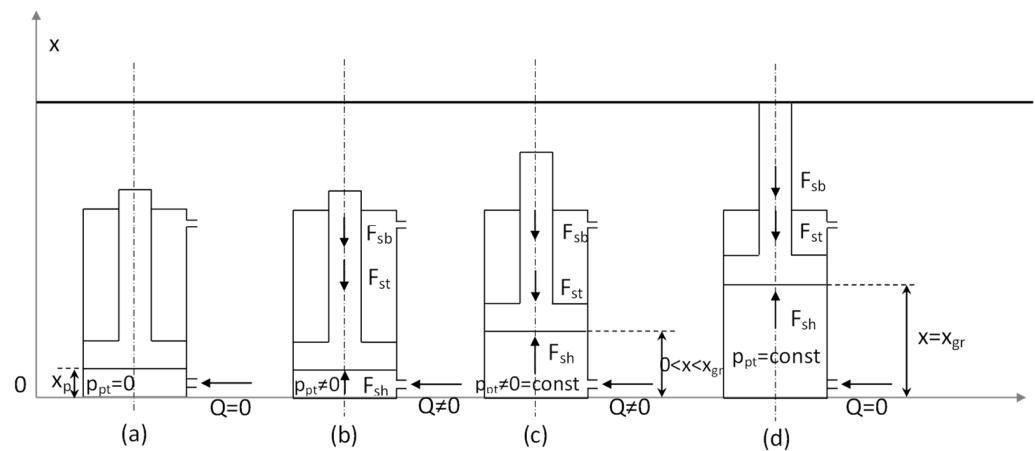 x
0
x_p
p_pt=0
Q=0
(a)
F_sb
F_st
p_pt≠0
F_sh
Q≠0
(b)
F_sb
F_st
F_sh
p_pt≠0=const
0<x<x_gr
Q≠0
(c)
F_sb
F_st
F_sh
p_pt=const
x=x_gr
Q=0
(d)